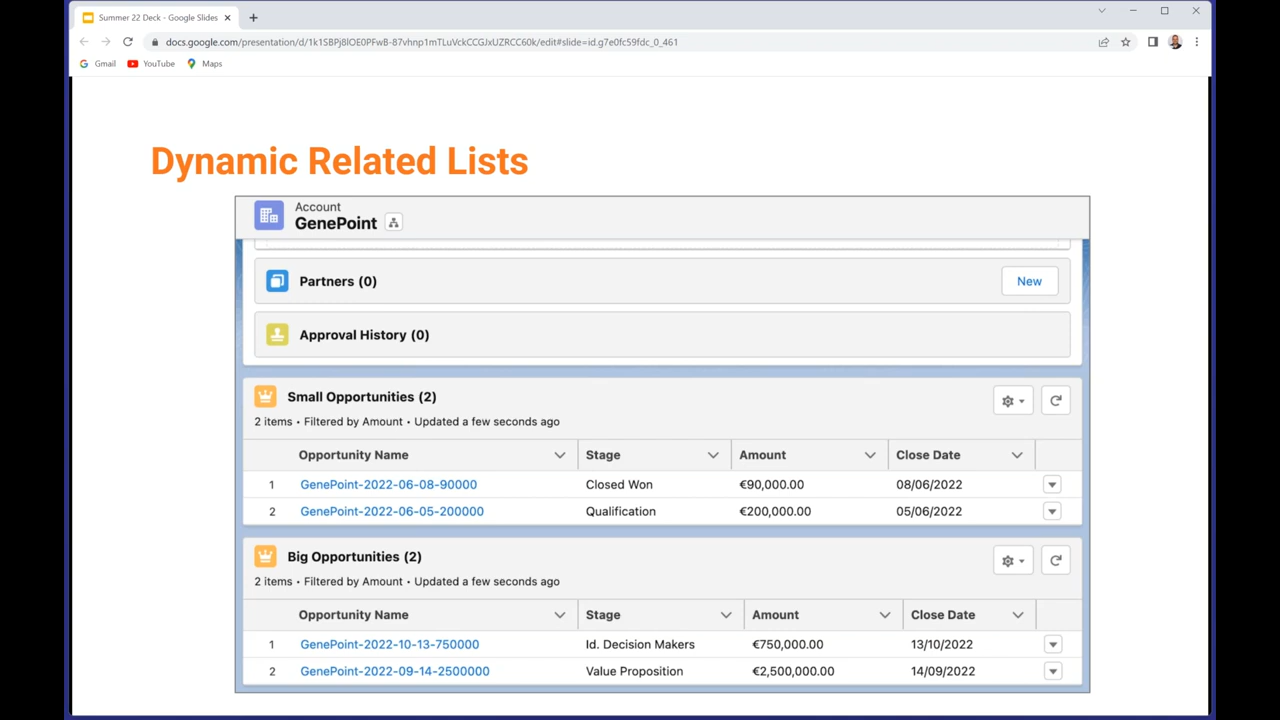 Summer 22 Deck - Google Slides
docs.google.com/presentation/d/1k1SBPj8lOE0PFwB-87vhnp1mTLuVckCCGJxUZRCC60k/edit#slide=id.g7e0fc59fdc_0_461
Gmail YouTube Maps
Dynamic Related Lists
Account
GenePoint
Partners (0) New
Approval History (0)
Small Opportunities (2)
2 items • Filtered by Amount • Updated a few seconds ago
Opportunity Name Stage Amount Close Date
1 GenePoint-2022-06-08-90000 Closed Won €90,000.00 08/06/2022
2 GenePoint-2022-06-05-200000 Qualification €200,000.00 05/06/2022
Big Opportunities (2)
2 items • Filtered by Amount • Updated a few seconds ago
Opportunity Name Stage Amount Close Date
1 GenePoint-2022-10-13-750000 Id. Decision Makers €750,000.00 13/10/2022
2 GenePoint-2022-09-14-2500000 Value Proposition €2,500,000.00 14/09/2022